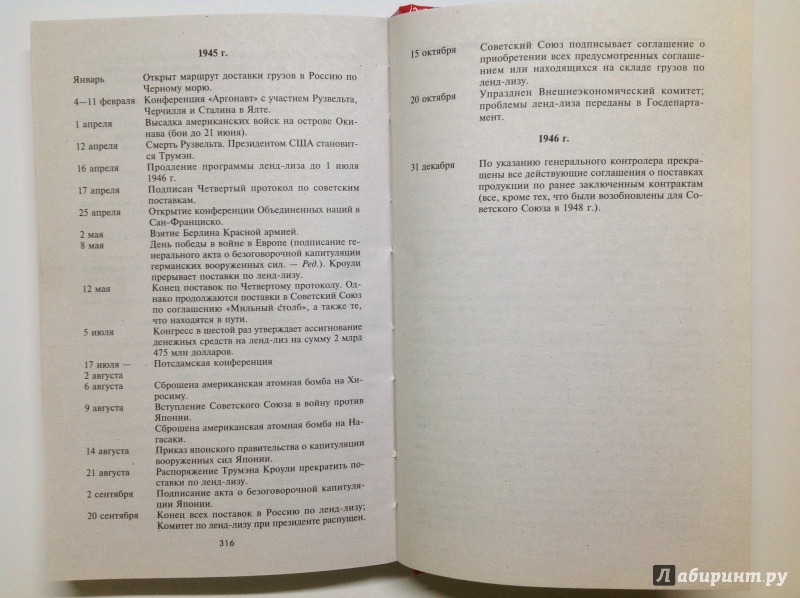 1945 г.
Январь Открыт маршрут доставки грузов в Россию по
Черному морю.
4—11 февраля Конференция «Аргонавт» с участием Рузвельта,
Черчилля и Сталина в Ялте.
1 апреля Высадка американских войск на острове Оки-
нава (бои до 21 июня).
12 апреля Смерть Рузвельта. Президентом США становит-
ся Трумэн.
16 апреля Продление программы ленд-лиза до 1 июля
1946 г.
17 апреля Подписан Четвертый протокол по советским
поставкам.
25 апреля Открытие конференции Объединенных наций в
Сан-Франциско.
2 мая Взятие Берлина Красной армией.
8 мая День победы в войне в Европе (подписание ге-
нерального акта о безоговорочной капитуляции
германских вооруженных сил. — Ред.). Кроули
прерывает поставки по ленд-лизу.
12 мая Конец поставок по Четвертому протоколу. Од-
нако продолжаются поставки в Советский Союз
по соглашению «Мильный столб», а также те,
что находятся в пути.
5 июля Конгресс в шестой раз утверждает ассигнование
денежных средств на ленд-лиз на сумму 2 млрд
475 млн долларов.
17 июля — Потсдамская конференция
2 августа
6 августа Сброшена американская атомная бомба на Хи-
росиму.
9 августа Вступление Советского Союза в войну против
Японии.
Сброшена американская атомная бомба на На-
гасаки.
14 августа Приказ японского правительства о капитуляции
вооруженных сил Японии.
21 августа Распоряжение Трумэна Кроули прекратить по-
ставки по ленд-лизу.
2 сентября Подписание акта о безоговорочной капитуля-
ции Японии.
20 сентября Конец всех поставок в Россию по ленд-лизу;
Комитет по ленд-лизу при президенте распущен.
316
15 октября Советский Союз подписывает соглашение о
приобретении всех предусмотренных соглаше-
нием или находящихся на складе грузов по
ленд-лизу.
20 октября Упразднен Внешнеэкономический комитет;
проблемы ленд-лиза переданы в Госдепарта-
мент.
1946 г.
31 декабря По указанию генерального контролера прекра-
щены все действующие соглашения о поставках
продукции по ранее заключенным контрактам
(все, кроме тех, что были возобновлены для Со-
ветского Союза в 1948 г.).
Лабиринт.ру